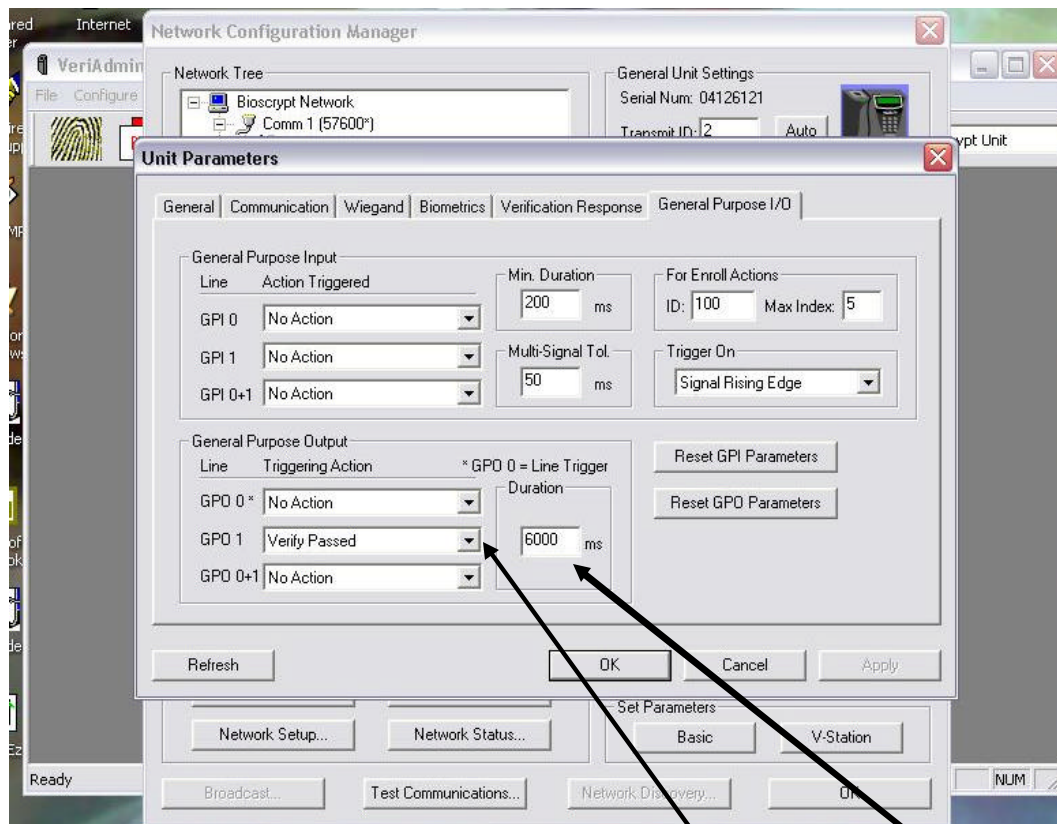 Internet
Network Configuration Manager
VeriAdmin
File Configure
Network Tree
Bioscrypt Network
Comm 1 (57600*)
General Unit Settings
Serial Num: 04126121
Transmit ID: 2 Auto
Unit
Unit Parameters
General Communication Wiegand Biometrics Verification Response General Purpose I/O
General Purpose Input
Line Action Triggered
GPI 0 No Action
GPI 1 No Action
GPI 0+1 No Action
Min. Duration
200 ms
Multi-Signal Tol.
50 ms
For Enroll Actions
ID: 100 Max Index: 5
Trigger On
Signal Rising Edge
General Purpose Output
Line Triggering Action * GPO 0 = Line Trigger
GPO 0 * No Action
GPO 1 Verify Passed
GPO 0+1 No Action
Duration
6000 ms
Reset GPI Parameters
Reset GPO Parameters
Refresh OK Cancel Apply
Network Setup... Network Status...
Set Parameters
Basic V-Station
Ready NUM
Broadcast... Test Communications... Network Discovery... OK